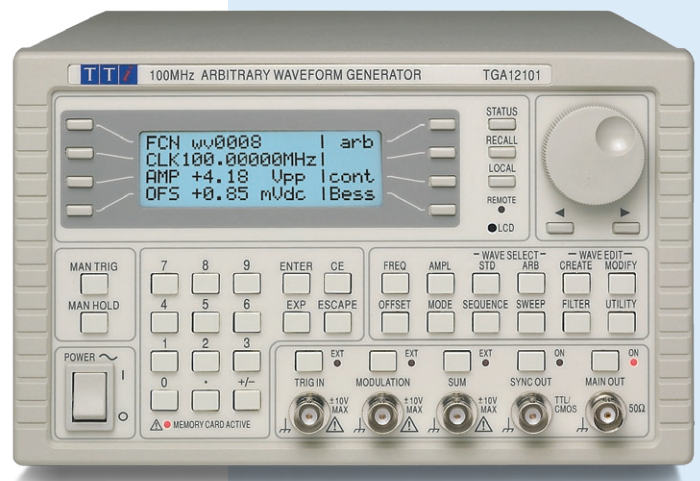 TTi 100MHz ARBITRARY WAVEFORM GENERATOR TGA12101
STATUS
RECALL
LOCAL
REMOTE
LCD
FCN wv0008 | arb
CLK100.00000MHz|
AMP +4.18 Vpp |cont
OFS +0.85 mVdc |Bess
MAN TRIG
MAN HOLD
7 8 9 ENTER CE
4 5 6 EXP ESCAPE
1 2 3
0 . +/−
MEMORY CARD ACTIVE
WAVE SELECT WAVE EDIT
FREQ AMPL STD ARB CREATE MODIFY
OFFSET MODE SEQUENCE SWEEP FILTER UTILITY
POWER
I
O
EXT EXT EXT ON ON
TRIG IN MODULATION SUM SYNC OUT MAIN OUT
±10V MAX
±10V MAX
±10V MAX
TTL/CMOS
50Ω